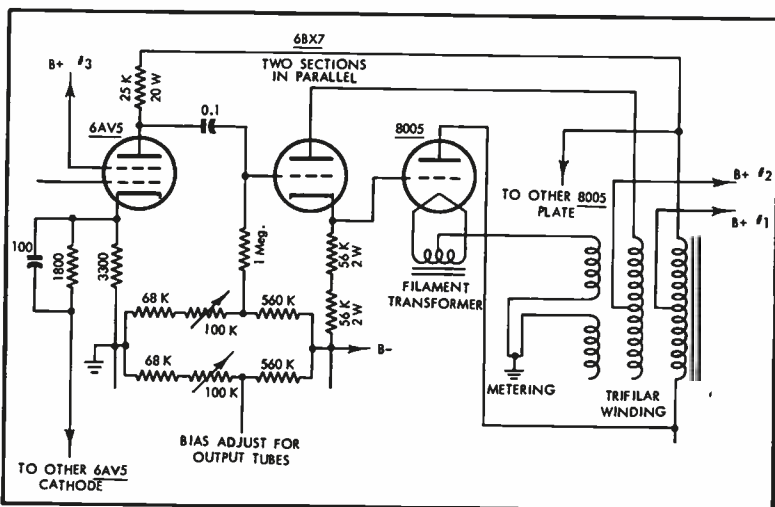 6BX7
TWO SECTIONS
IN PARALLEL
B+ #3
25 K
20 W
0.1
6AV5
8005
TO OTHER 8005
PLATE
B+ #2
B+ #1
100
1800
3300
1 Meg.
56 K
2 W
56 K
2 W
FILAMENT
TRANSFORMER
68 K
100 K
560 K
B-
68 K
100 K
560 K
METERING
TRIFILAR
WINDING
BIAS ADJUST FOR
OUTPUT TUBES
TO OTHER 6AV5
CATHODE